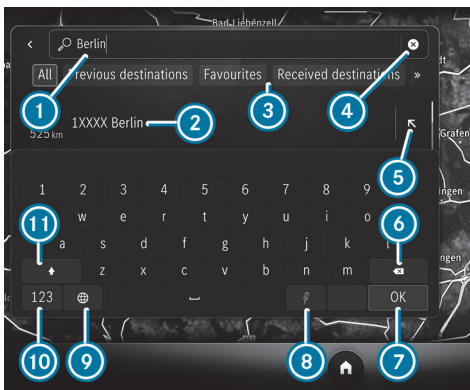 Bad-Liebenzell
Berlin
All Previous destinations Favourites Received destinations »
1 3 4
1XXXX Berlin 2
525 km
Grafen
5
1 2 3 4 5 6 7 8 9
ingen
11 w e r t y u i o 6
a s d f g h j k l
z x c v b n m
ngen
123 OK
10 9 8 7